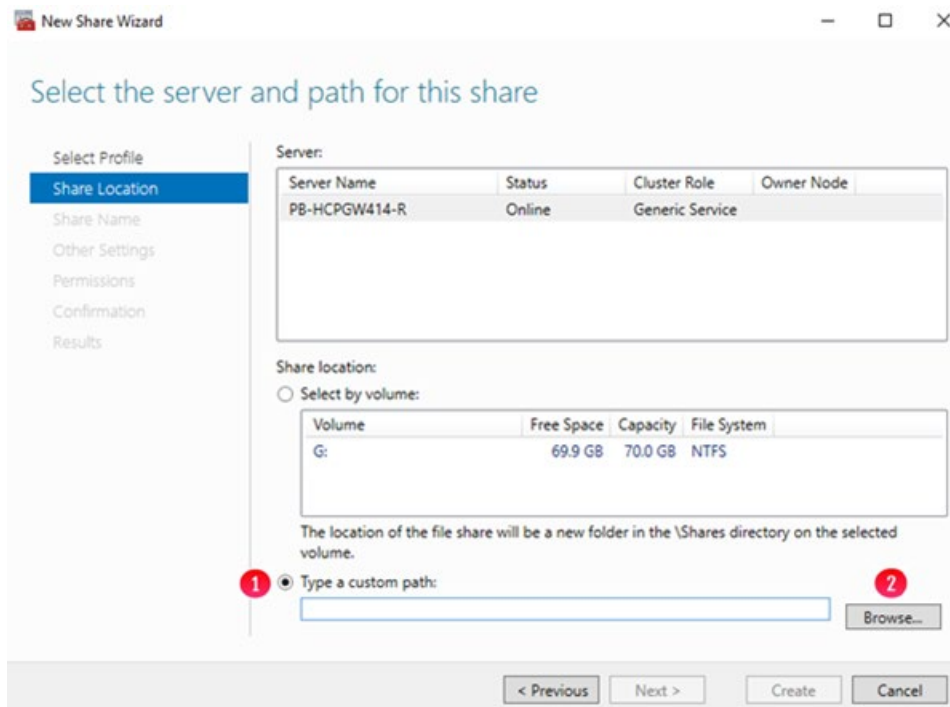 New Share Wizard
Select the server and path for this share
Select Profile
Share Location
Share Name
Other Settings
Permissions
Confirmation
Results
Server:
Server Name Status Cluster Role Owner Node
PB-HCPGW414-R Online Generic Service
Share location:
Select by volume:
Volume Free Space Capacity File System
G: 69.9 GB 70.0 GB NTFS
The location of the file share will be a new folder in the \Shares directory on the selected
volume.
1 Type a custom path:
2
Browse...
< Previous Next > Create Cancel